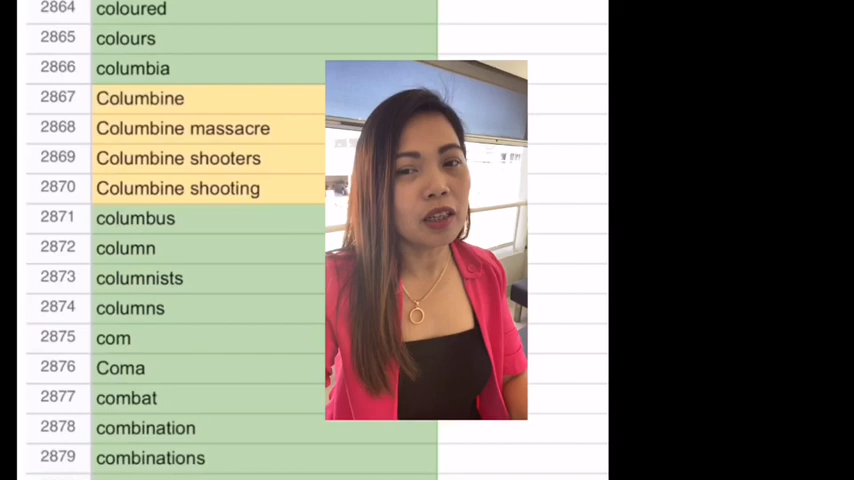 2864 coloured
2865 colours
2866 columbia
2867 Columbine
2868 Columbine massacre
2869 Columbine shooters
2870 Columbine shooting
2871 columbus
2872 column
2873 columnists
2874 columns
2875 com
2876 Coma
2877 combat
2878 combination
2879 combinations